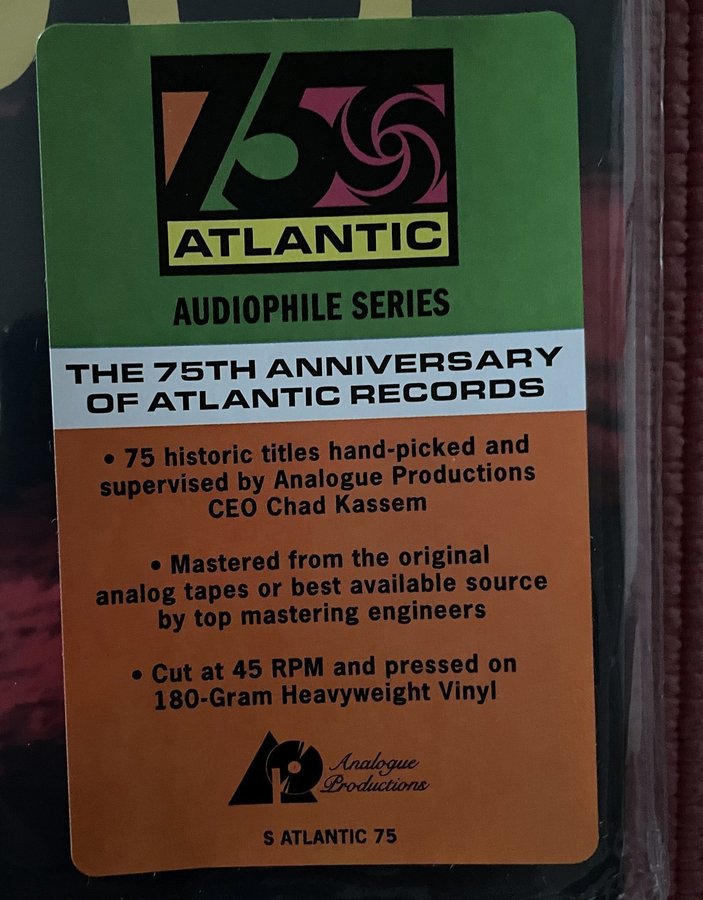 75
ATLANTIC
AUDIOPHILE SERIES
THE 75TH ANNIVERSARY
OF ATLANTIC RECORDS
• 75 historic titles hand-picked and
supervised by Analogue Productions
CEO Chad Kassem
• Mastered from the original
analog tapes or best available source
by top mastering engineers
• Cut at 45 RPM and pressed on
180-Gram Heavyweight Vinyl
Analogue
Productions
S ATLANTIC 75